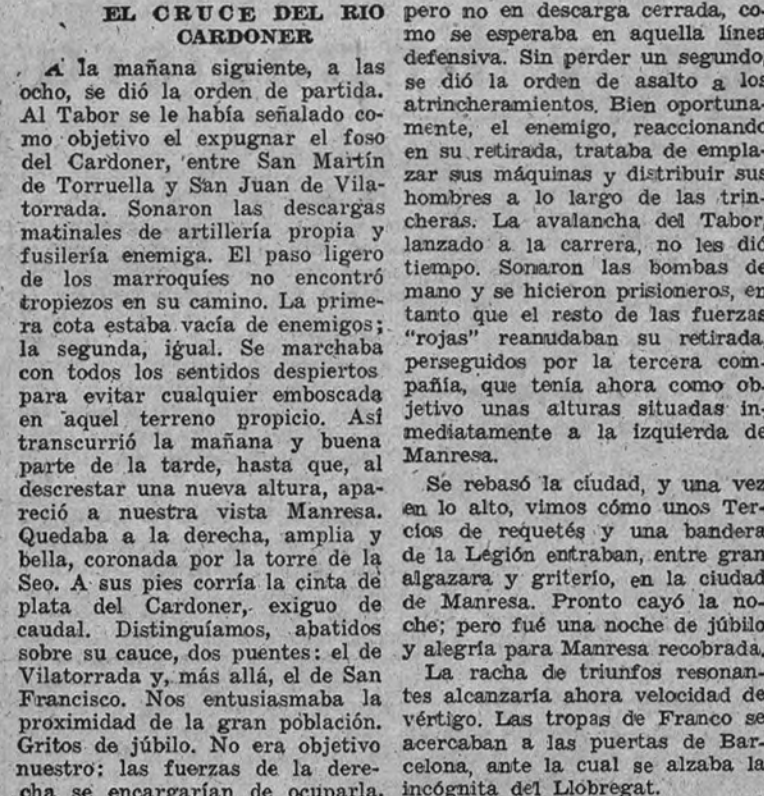 EL CRUCE DEL RIO
CARDONER
A la mañana siguiente, a las
ocho, se dió la orden de partida.
Al Tabor se le había señalado co-
mo objetivo el expugnar el foso
del Cardoner, entre San Martín
de Torruella y San Juan de Vila-
torrada. Sonaron las descargas
matinales de artillería propia y
fusilería enemiga. El paso ligero
de los marroquíes no encontró
tropiezos en su camino. La prime-
ra cota estaba vacía de enemigos;
la segunda, igual. Se marchaba
con todos los sentidos despiertos
para evitar cualquier emboscada
en aquel terreno propicio. Así
transcurrió la mañana y buena
parte de la tarde, hasta que, al
descrestar una nueva altura, apa-
reció a nuestra vista Manresa.
Quedaba a la derecha, amplia y
bella, coronada por la torre de la
Seo. A sus pies corría la cinta de
plata del Cardoner, exiguo de
caudal. Distinguíamos, abatidos
sobre su cauce, dos puentes: el de
Vilatorrada y, más allá, el de San
Francisco. Nos entusiasmaba la
proximidad de la gran población.
Gritos de júbilo. No era objetivo
nuestro: las fuerzas de la dere-
cha se encargarían de ocuparla.
pero no en descarga cerrada, co-
mo se esperaba en aquella línea
defensiva. Sin perder un segundo,
se dió la orden de asalto a los
atrincheramientos. Bien oportuna-
mente, el enemigo, reaccionando
en su retirada, trataba de empla-
zar sus máquinas y distribuir sus
hombres a lo largo de las trin-
cheras. La avalancha del Tabor,
lanzado a la carrera, no les dió
tiempo. Sonaron las bombas de
mano y se hicieron prisioneros, en
tanto que el resto de las fuerzas
"rojas" reanudaban su retirada,
perseguidos por la tercera com-
pañía, que tenía ahora como ob-
jetivo unas alturas situadas in-
mediatamente a la izquierda de
Manresa.
Se rebasó la ciudad, y una vez
en lo alto, vimos cómo unos Ter-
cios de requetés y una bandera
de la Legión entraban, entre gran
algazara y griterío, en la ciudad
de Manresa. Pronto cayó la no-
che; pero fué una noche de júbilo
y alegría para Manresa recobrada.
La racha de triunfos resonan-
tes alcanzaría ahora velocidad de
vértigo. Las tropas de Franco se
acercaban a las puertas de Bar-
celona, ante la cual se alzaba la
incógnita del Llobregat.